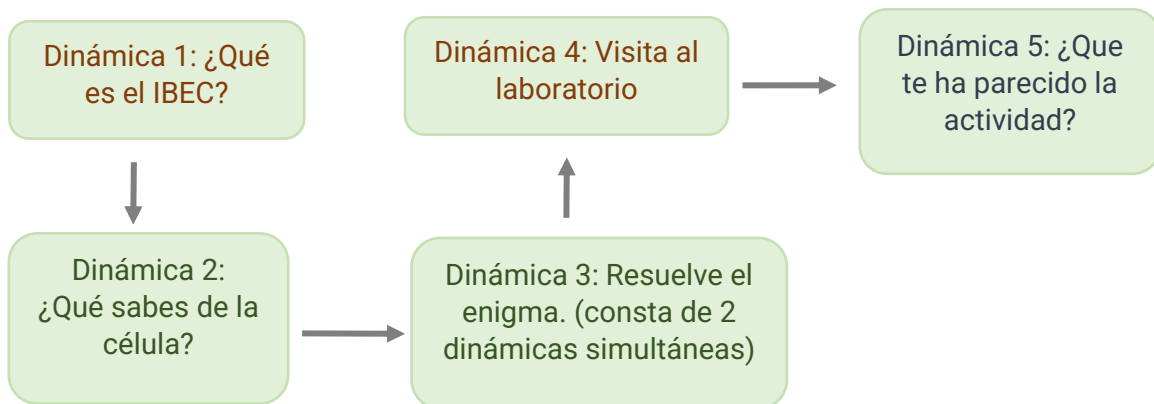 Dinámica 1: ¿Qué
es el IBEC?
Dinámica 2:
¿Qué sabes de la
célula?
Dinámica 3: Resuelve el
enigma. (consta de 2
dinámicas simultáneas)
Dinámica 4: Visita al
laboratorio
Dinámica 5: ¿Que
te ha parecido la
actividad?